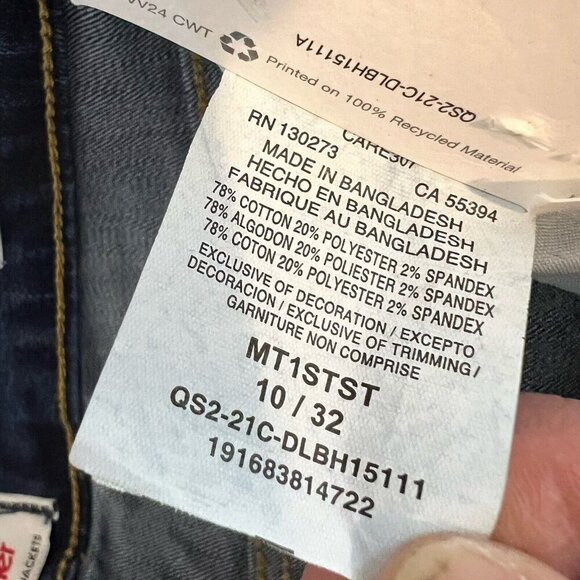 W24 CWT
QS2-21C-DLBH15111A
Printed on 100% Recycled Material
RN 130273
CA 55394
MADE IN BANGLADESH
HECHO EN BANGLADESH
FABRIQUE AU BANGLADESH
78% COTTON 20% POLYESTER 2% SPANDEX
78% ALGODON 20% POLIESTER 2% SPANDEX
78% COTON 20% POLYESTER 2% SPANDEX
EXCLUSIVE OF DECORATION / EXCEPTO
DECORACION / EXCLUSIVE OF TRIMMING /
GARNITURE NON COMPRISE
MT1STST
10 / 32
QS2-21C-DLBH15111
191683814722
JACKETS